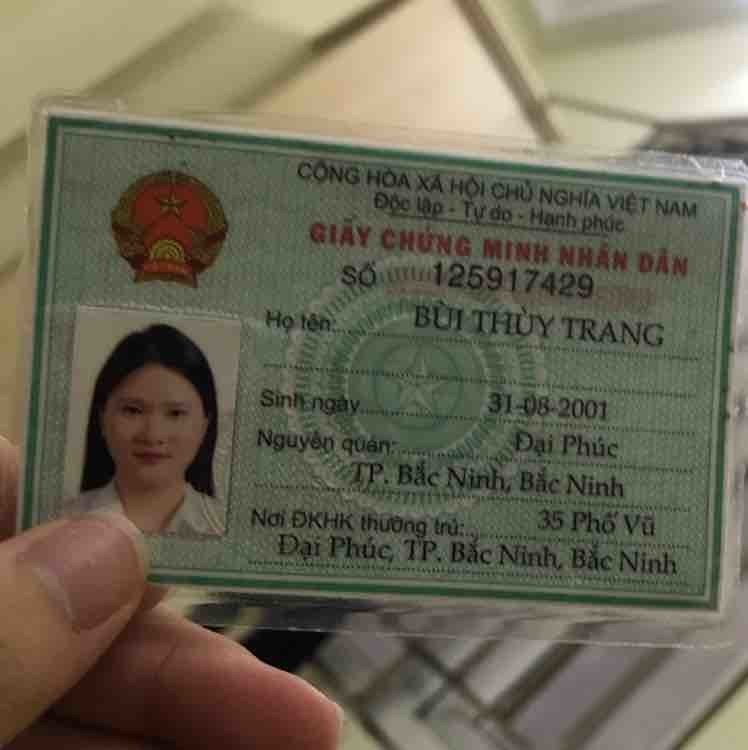 CỘNG HÒA XÃ HỘI CHỦ NGHĨA VIỆT NAM
Độc lập - Tự do - Hạnh phúc
GIẤY CHỨNG MINH NHÂN DÂN
SỐ 125917429
Họ tên: BÙI THÙY TRANG
Sinh ngày 31-08-2001
Nguyên quán: Đại Phúc
TP. Bắc Ninh, Bắc Ninh
Nơi ĐKHK thường trú: 35 Phố Vũ
Đại Phúc, TP. Bắc Ninh, Bắc Ninh